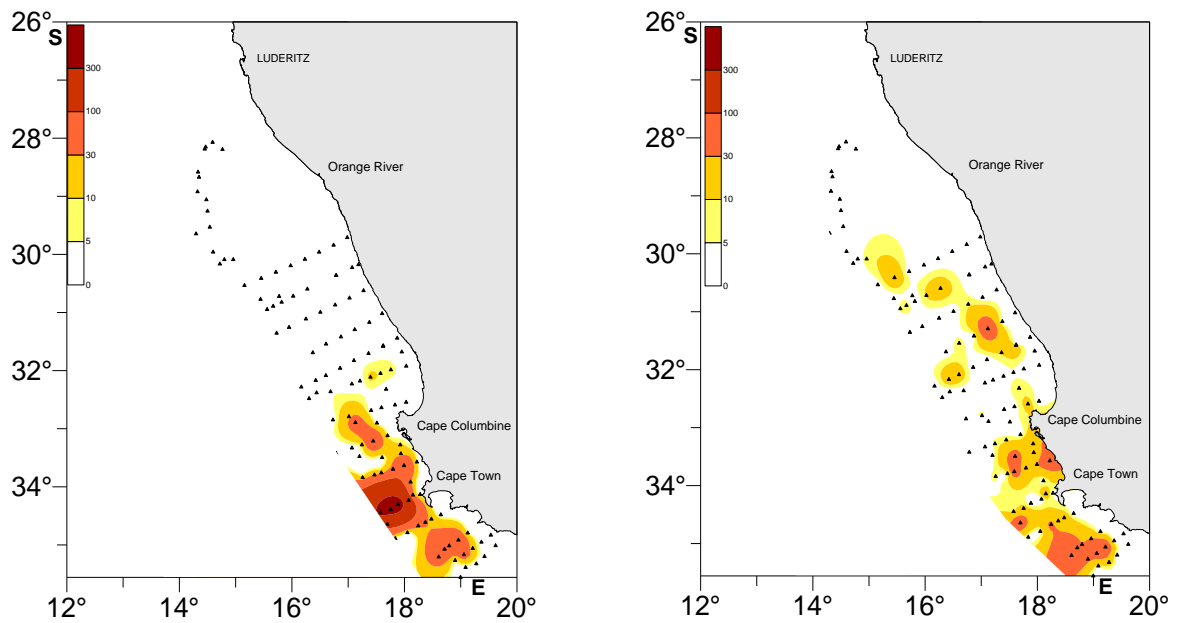 26°
S
300
100
30
10
5
0
LUDERITZ
Orange River
Cape Columbine
Cape Town
28°
30°
32°
34°
E
12°
14°
16°
18°
20°
26°
S
300
100
30
10
5
0
LUDERITZ
Orange River
Cape Columbine
Cape Town
28°
30°
32°
34°
E
12°
14°
16°
18°
20°